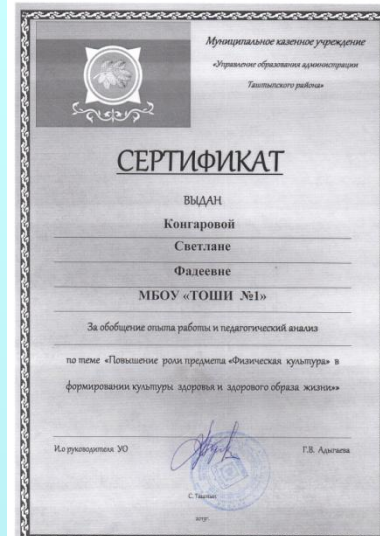 Муниципальное казенное учреждение
«Управление образования администрации
Таштыпского района»
СЕРТИФИКАТ
ВЫДАН
Конгаровой
Светлане
Фадеевне
МБОУ «ТОШИ №1»
За обобщение опыта работы и педагогический анализ
по теме «Повышение роли предмета «Физическая культура» в
формировании культуры здоровья и здорового образа жизни»»
И.о руководителя УО
Г.В. Адыгаева
С. Таштып